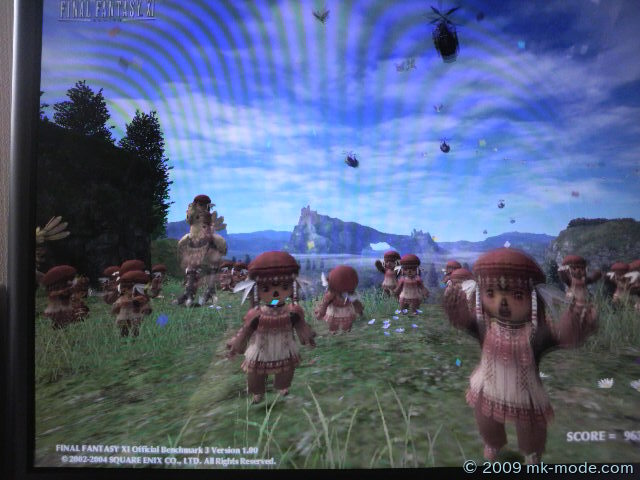 FINAL FANTASY XI
FINAL FANTASY XI Official Benchmark 3 Version 1.00
©2002-2004 SQUARE ENIX CO., LTD. All Rights Reserved.
SCORE =
© 2009 mk-mode.com